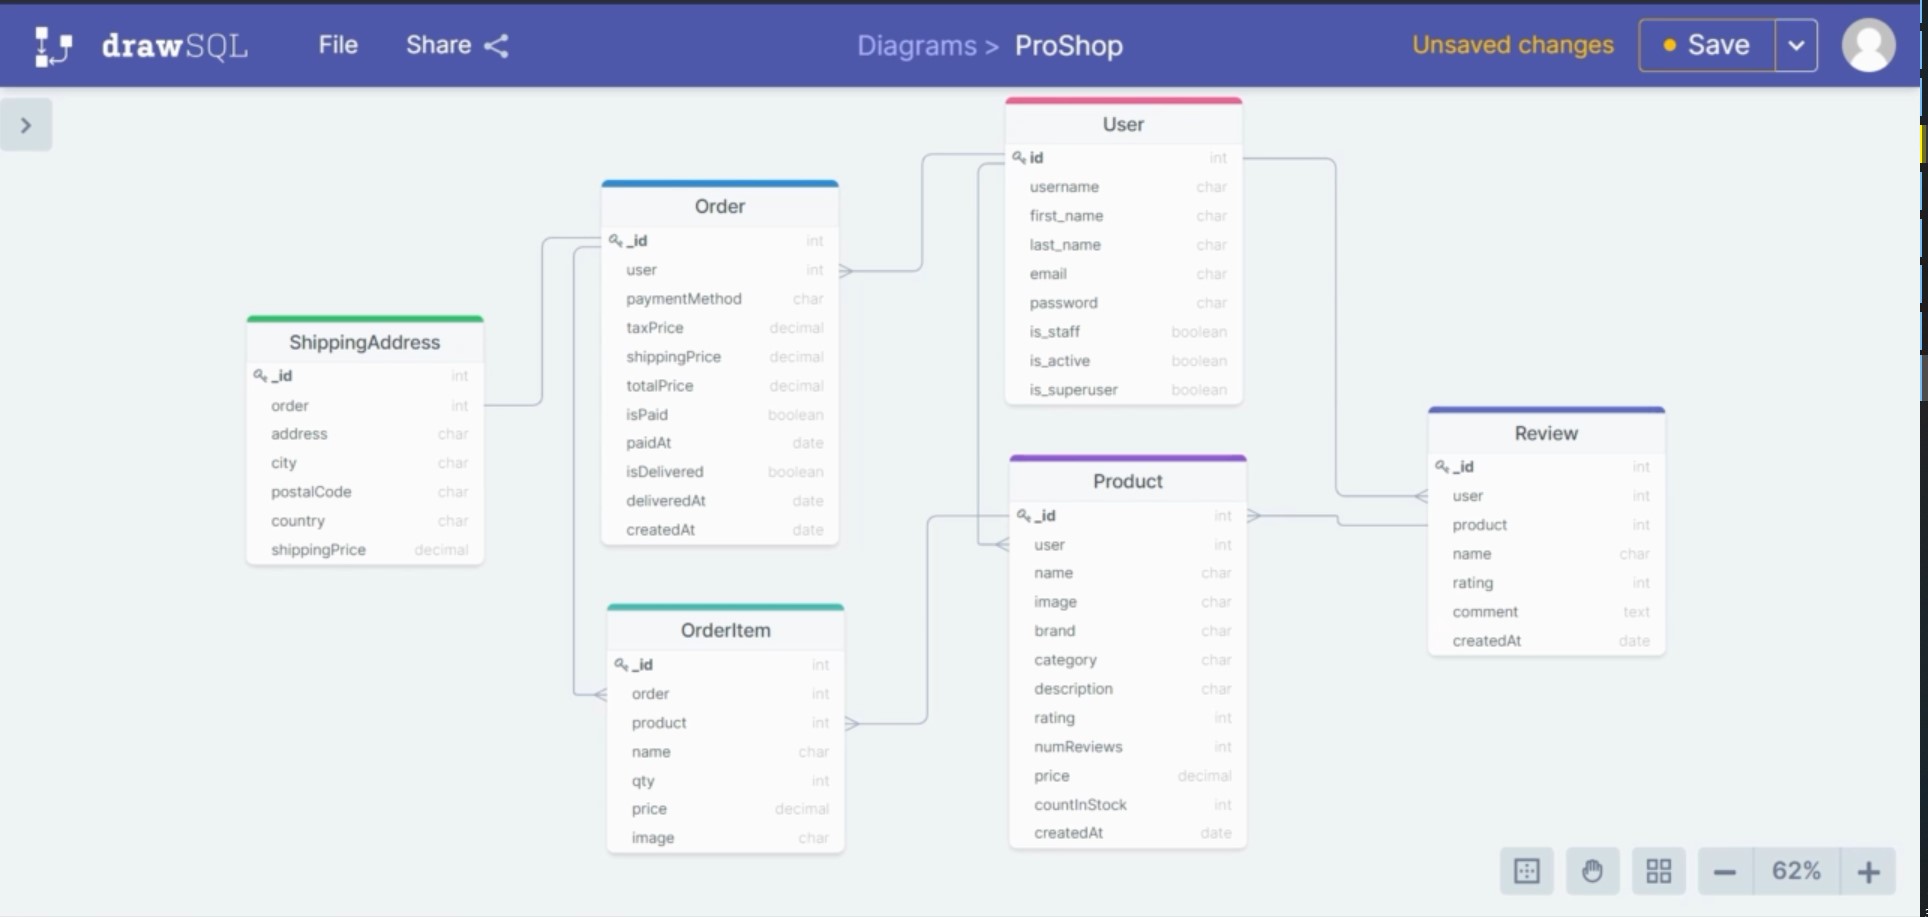 drawSQL File Share Diagrams > ProShop Unsaved changes Save
User
id int
username char
first_name char
last_name char
email char
password char
is_staff boolean
is_active boolean
is_superuser boolean
Order
_id int
user int
paymentMethod char
taxPrice decimal
shippingPrice decimal
totalPrice decimal
isPaid boolean
paidAt date
isDelivered boolean
deliveredAt date
createdAt date
ShippingAddress
_id int
order int
address char
city char
postalCode char
country char
shippingPrice decimal
Review
_id int
user int
product int
name char
rating int
comment text
createdAt date
Product
_id int
user int
name char
image char
brand char
category char
description char
rating int
numReviews int
price decimal
countInStock int
createdAt date
OrderItem
_id int
order int
product int
name char
qty int
price decimal
image char
62%